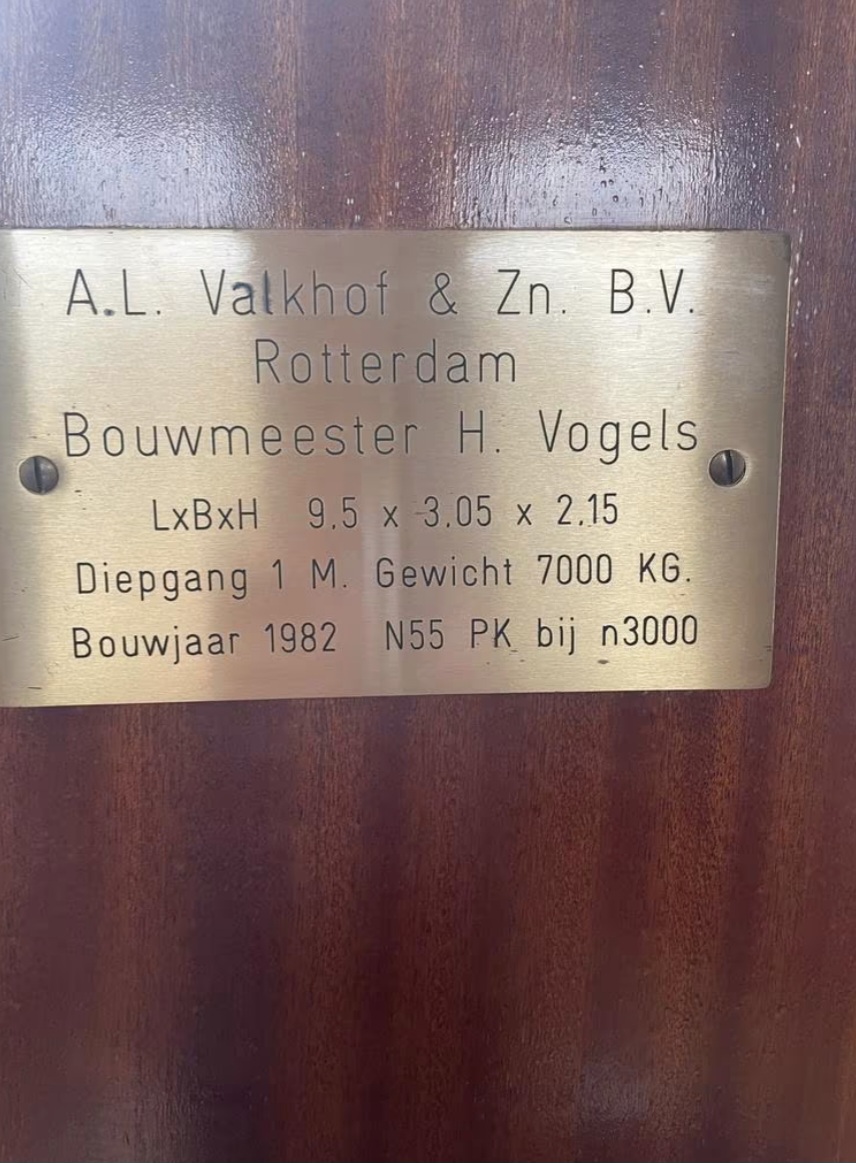 A.L. Valkhof & Zn. B.V.
Rotterdam
Bouwmeester H. Vogels
LxBxH 9.5 x 3.05 x 2.15
Diepgang 1 M. Gewicht 7000 KG.
Bouwjaar 1982 N55 PK bij n3000